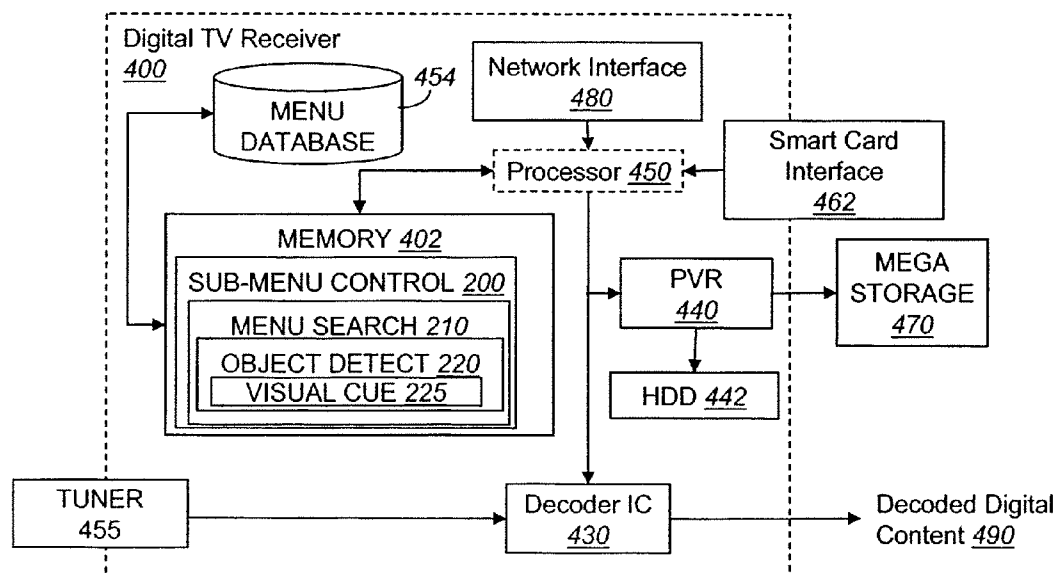 Digital TV Receiver
400
MENU
DATABASE
454
Network Interface
480
Processor 450
Smart Card
Interface
462
MEMORY 402
SUB-MENU CONTROL 200
MENU SEARCH 210
OBJECT DETECT 220
VISUAL CUE 225
PVR
440
MEGA
STORAGE
470
HDD 442
TUNER
455
Decoder IC
430
Decoded Digital
Content 490